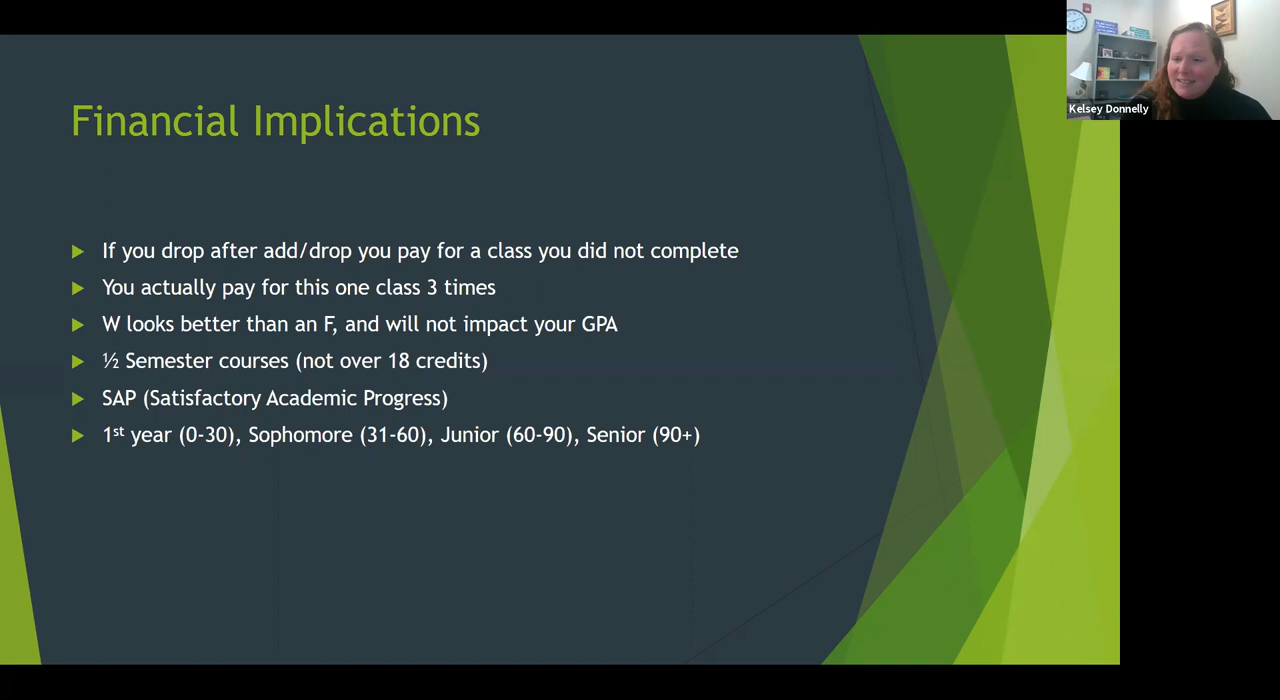 Financial Implications
If you drop after add/drop you pay for a class you did not complete
You actually pay for this one class 3 times
W looks better than an F, and will not impact your GPA
½ Semester courses (not over 18 credits)
SAP (Satisfactory Academic Progress)
1st year (0-30), Sophomore (31-60), Junior (60-90), Senior (90+)
Kelsey Donnelly